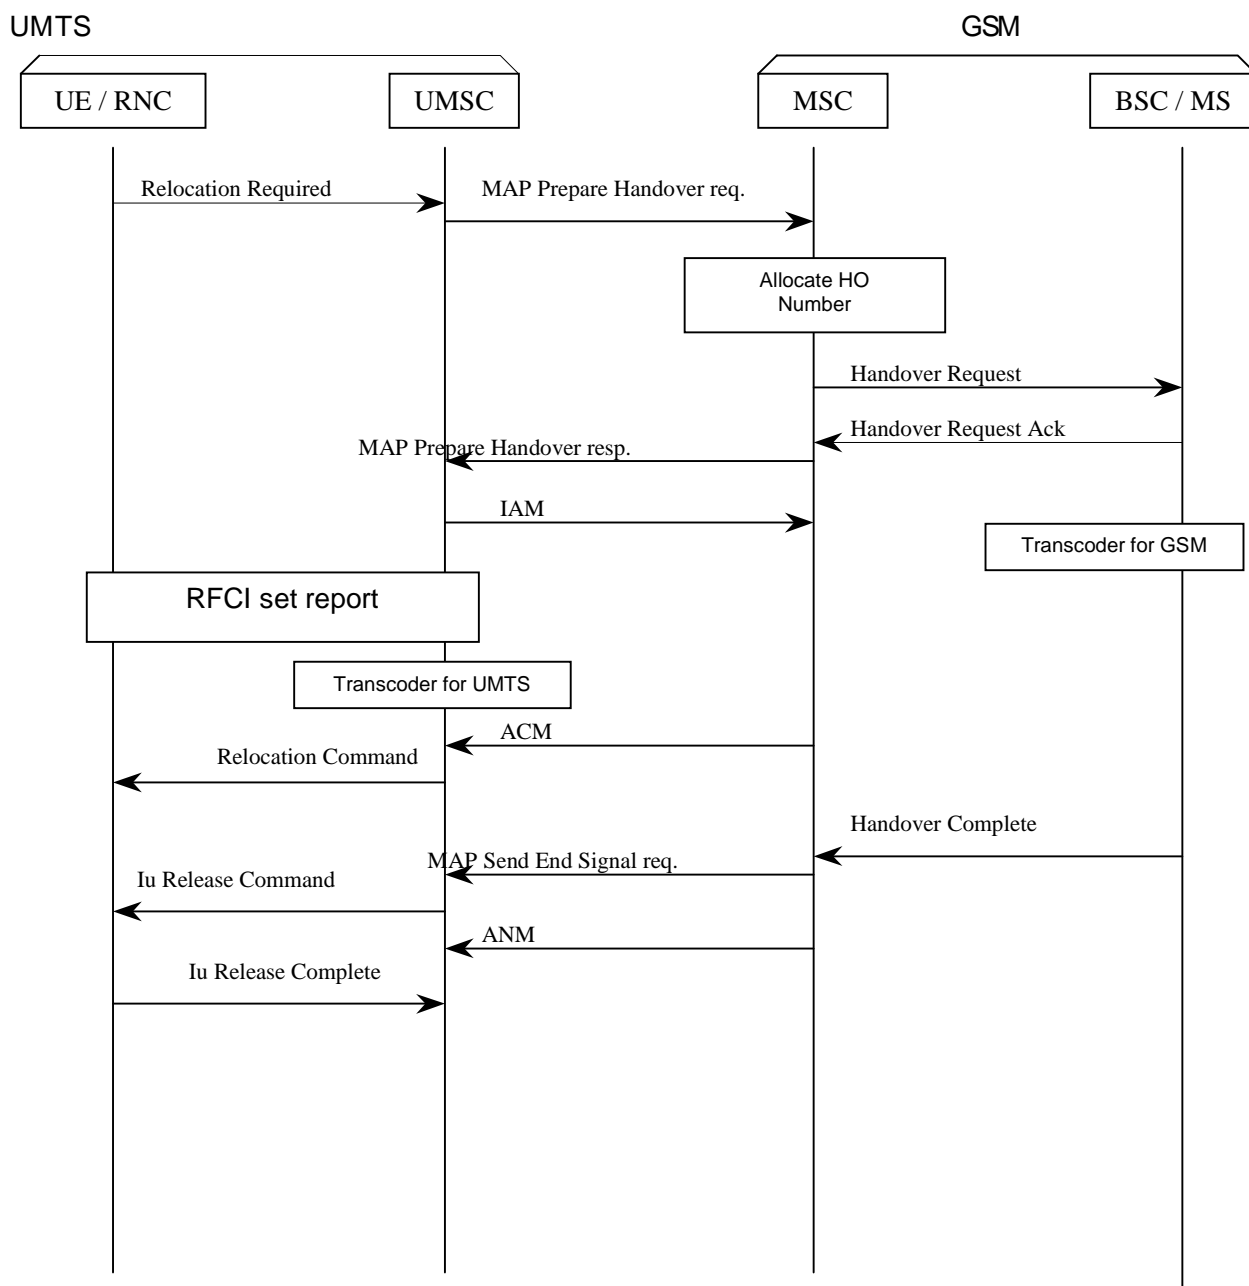 UMTS
GSM
UE / RNC
UMSC
MSC
BSC / MS
Relocation Required
MAP Prepare Handover req.
Allocate HO
Number
Handover Request
Handover Request Ack
MAP Prepare Handover resp.
IAM
Transcoder for GSM
RFCI set report
Transcoder for UMTS
ACM
Relocation Command
Handover Complete
MAP Send End Signal req.
Iu Release Command
ANM
Iu Release Complete